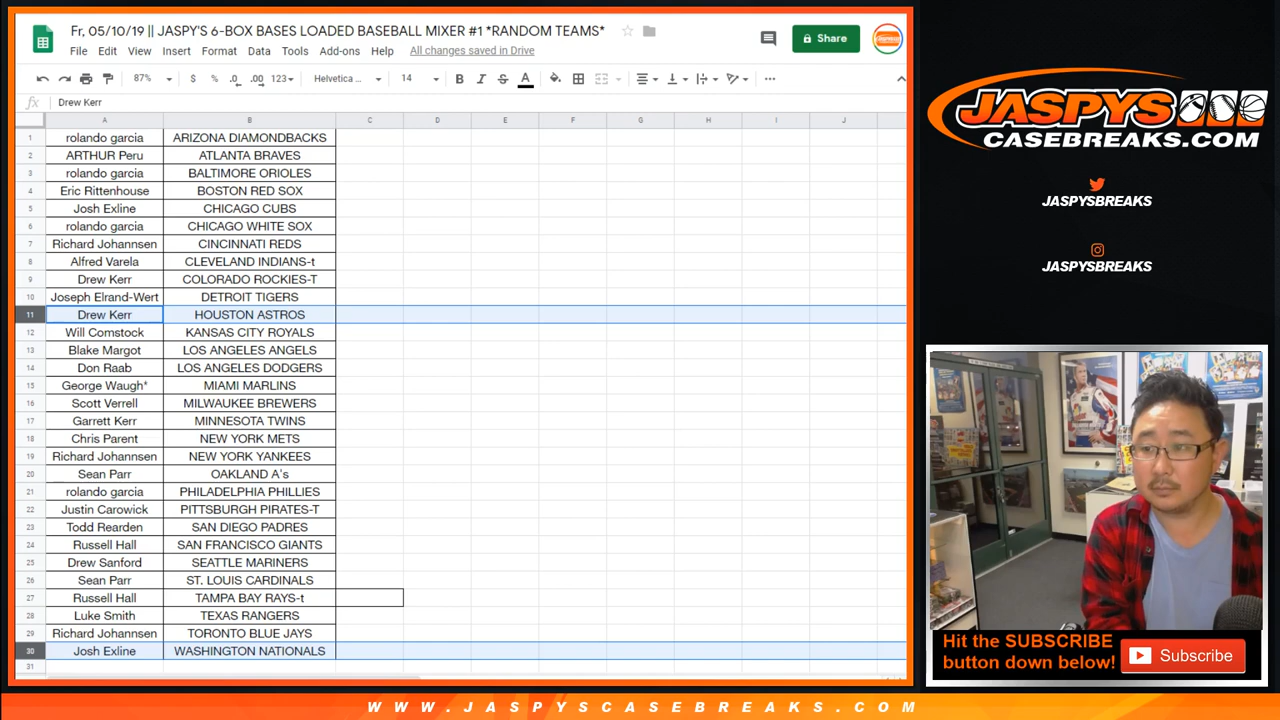 Fr, 05/10/19 || JASPY'S 6-BOX BASES LOADED BASEBALL MIXER #1 *RANDOM TEAMS*
File Edit View Insert Format Data Tools Add-ons Help All changes saved in Drive
Share
87% $ % .0 .00 123 Helvetica ... 14 B I S A
fx Drew Kerr
A B C D E F G H I J
1 rolando garcia ARIZONA DIAMONDBACKS
2 ARTHUR Peru ATLANTA BRAVES
3 rolando garcia BALTIMORE ORIOLES
4 Eric Rittenhouse BOSTON RED SOX
5 Josh Exline CHICAGO CUBS
6 rolando garcia CHICAGO WHITE SOX
7 Richard Johannsen CINCINNATI REDS
8 Alfred Varela CLEVELAND INDIANS-t
9 Drew Kerr COLORADO ROCKIES-T
10 Joseph Elrand-Wert DETROIT TIGERS
11 Drew Kerr HOUSTON ASTROS
12 Will Comstock KANSAS CITY ROYALS
13 Blake Margot LOS ANGELES ANGELS
14 Don Raab LOS ANGELES DODGERS
15 George Waugh* MIAMI MARLINS
16 Scott Verrell MILWAUKEE BREWERS
17 Garrett Kerr MINNESOTA TWINS
18 Chris Parent NEW YORK METS
19 Richard Johannsen NEW YORK YANKEES
20 Sean Parr OAKLAND A's
21 rolando garcia PHILADELPHIA PHILLIES
22 Justin Carowick PITTSBURGH PIRATES-T
23 Todd Rearden SAN DIEGO PADRES
24 Russell Hall SAN FRANCISCO GIANTS
25 Drew Sanford SEATTLE MARINERS
26 Sean Parr ST. LOUIS CARDINALS
27 Russell Hall TAMPA BAY RAYS-t
28 Luke Smith TEXAS RANGERS
29 Richard Johannsen TORONTO BLUE JAYS
30 Josh Exline WASHINGTON NATIONALS
31
JASPYS
CASEBREAKS.COM
JASPYSBREAKS
JASPYSBREAKS
Hit the SUBSCRIBE
button down below!
Subscribe
WWW.JASPYSCASEBREAKS.COM